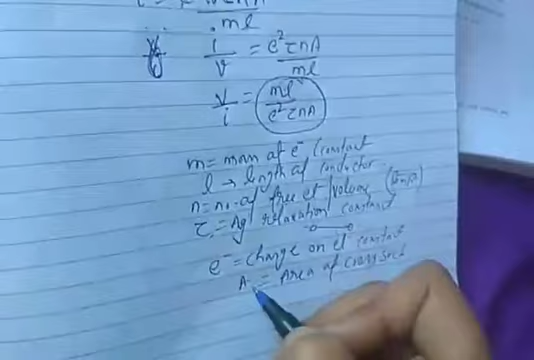 ml
i/v = e²τnA/ml
v/i = ml/e²τnA
m = mass of e⁻ (constant
l → length of conductor
n = no. of free e⁻/volume
τ = Avg relaxation constant
e⁻ = charge on e⁻ constant
A = Area of cross sect